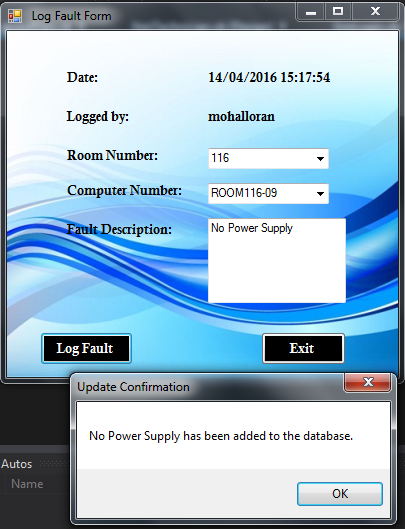 Log Fault Form
Date: 14/04/2016 15:17:54
Logged by: mohalloran
Room Number: 116
Computer Number: ROOM116-09
Fault Description: No Power Supply
Log Fault Exit
Update Confirmation
No Power Supply has been added to the database.
OK
Autos
Name